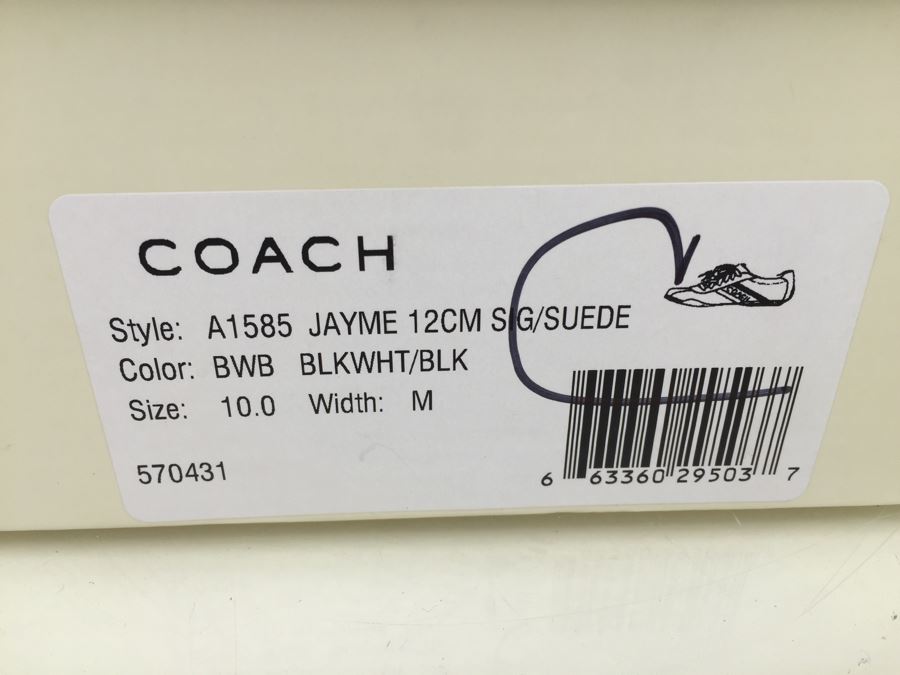 COACH
Style: A1585 JAYME 12CM SIG/SUEDE
Color: BWB BLKWHT/BLK
Size: 10.0 Width: M
570431
6 63360 29503 7